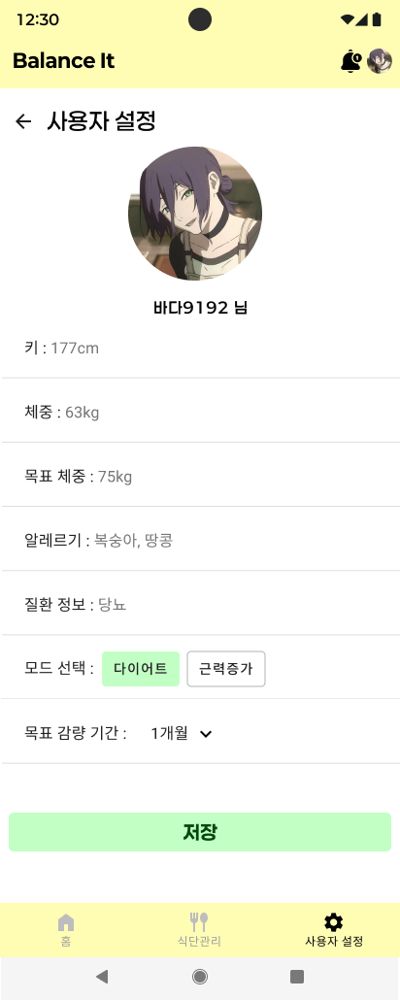 12:30
Balance It
1
사용자 설정
바다9192 님
키 : 177cm
체중 : 63kg
목표 체중 : 75kg
알레르기 : 복숭아, 땅콩
질환 정보 : 당뇨
모드 선택 : 다이어트 근력증가
목표 감량 기간 : 1개월
저장
홈 식단관리 사용자 설정